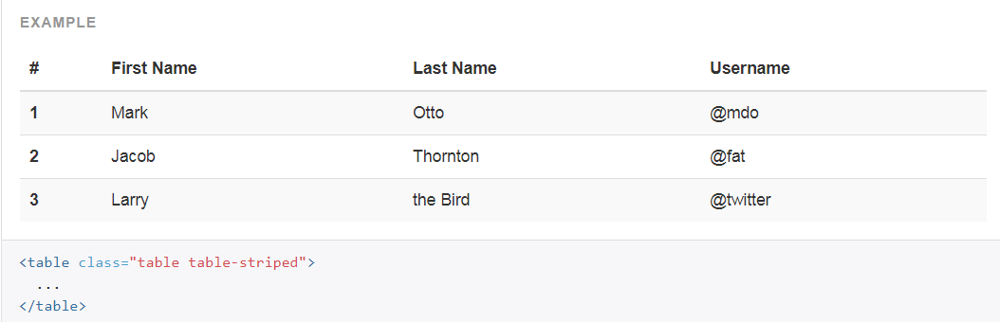 EXAMPLE
# First Name Last Name Username
1 Mark Otto @mdo
2 Jacob Thornton @fat
3 Larry the Bird @twitter
<table class="table table-striped">
...
</table>